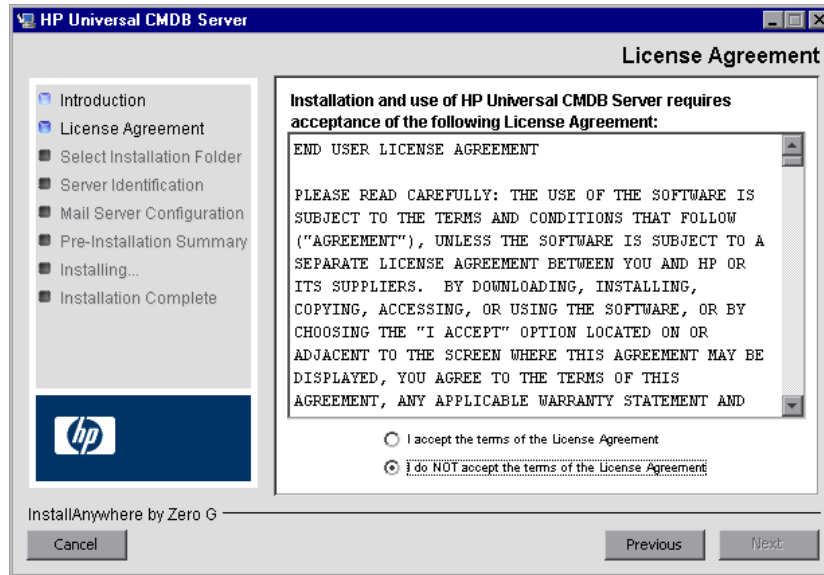 HP Universal CMDB Server
License Agreement
Introduction
License Agreement
Select Installation Folder
Server Identification
Mail Server Configuration
Pre-Installation Summary
Installing...
Installation Complete
hp
Installation and use of HP Universal CMDB Server requires
acceptance of the following License Agreement:
END USER LICENSE AGREEMENT
PLEASE READ CAREFULLY: THE USE OF THE SOFTWARE IS
SUBJECT TO THE TERMS AND CONDITIONS THAT FOLLOW
("AGREEMENT"), UNLESS THE SOFTWARE IS SUBJECT TO A
SEPARATE LICENSE AGREEMENT BETWEEN YOU AND HP OR
ITS SUPPLIERS.  BY DOWNLOADING, INSTALLING,
COPYING, ACCESSING, OR USING THE SOFTWARE, OR BY
CHOOSING THE "I ACCEPT" OPTION LOCATED ON OR
ADJACENT TO THE SCREEN WHERE THIS AGREEMENT MAY BE
DISPLAYED, YOU AGREE TO THE TERMS OF THIS
AGREEMENT, ANY APPLICABLE WARRANTY STATEMENT AND
I accept the terms of the License Agreement
I do NOT accept the terms of the License Agreement
InstallAnywhere by Zero G
Cancel
Previous
Next